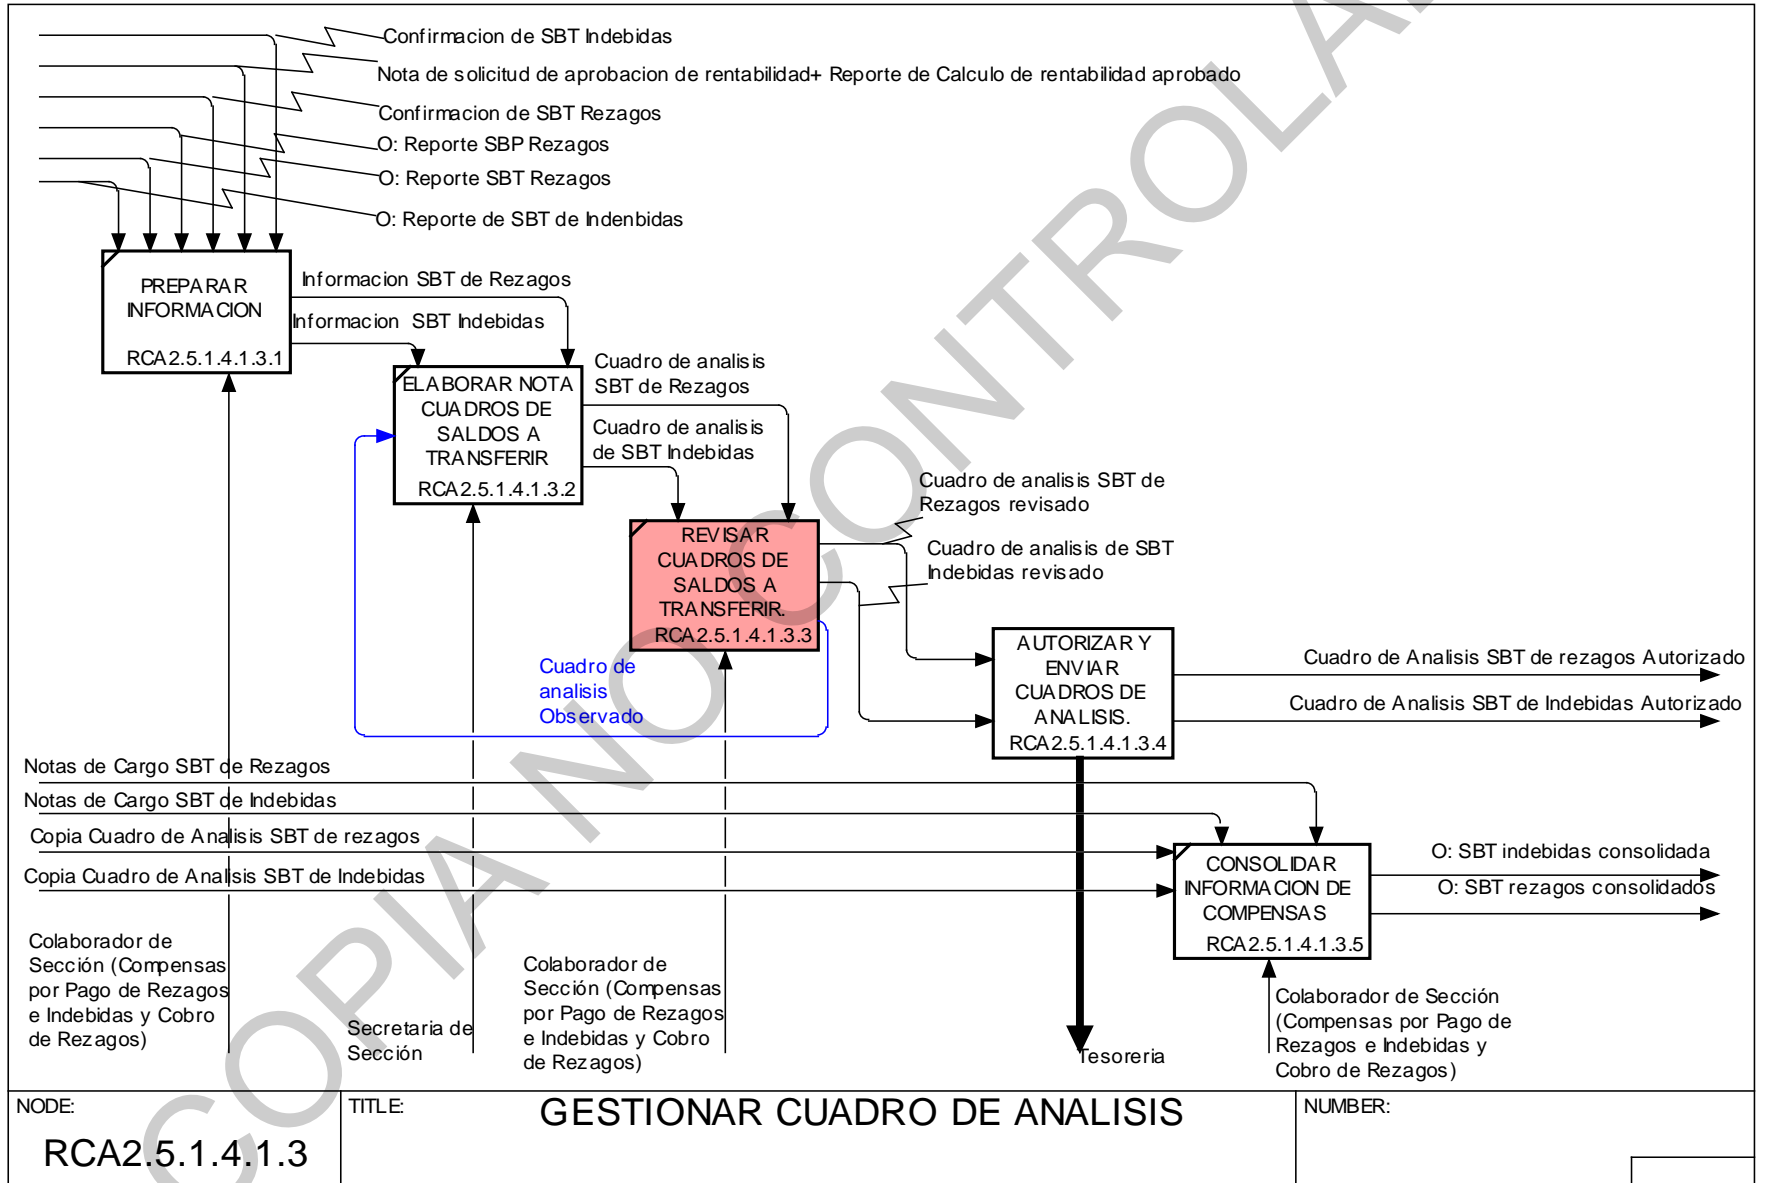 Confirmacion de SBT Indebidas
Nota de solicitud de aprobacion de rentabilidad+ Reporte de Calculo de rentabilidad aprobado
Confirmacion de SBT Rezagos
O: Reporte SBP Rezagos
O: Reporte SBT Rezagos
O: Reporte de SBT de Indenbidas
PREPARAR
INFORMACION
RCA2.5.1.4.1.3.1
Informacion SBT de Rezagos
Informacion SBT Indebidas
ELABORAR NOTA
CUADROS DE
SALDOS A
TRANSFERIR
RCA2.5.1.4.1.3.2
Cuadro de analisis
SBT de Rezagos
Cuadro de analisis
de SBT Indebidas
REVISAR
CUADROS DE
SALDOS A
TRANSFERIR.
RCA2.5.1.4.1.3.3
Cuadro de analisis SBT de
Rezagos revisado
Cuadro de analisis de SBT
Indebidas revisado
Cuadro de
analisis
Observado
AUTORIZAR Y
ENVIAR
CUADROS DE
ANALISIS.
RCA2.5.1.4.1.3.4
Cuadro de Analisis SBT de rezagos Autorizado
Cuadro de Analisis SBT de Indebidas Autorizado
Notas de Cargo SBT de Rezagos
Notas de Cargo SBT de Indebidas
Copia Cuadro de Analisis SBT de rezagos
Copia Cuadro de Analisis SBT de Indebidas
CONSOLIDAR
INFORMACION DE
COMPENSAS
RCA2.5.1.4.1.3.5
O: SBT indebidas consolidada
O: SBT rezagos consolidados
Colaborador de
Sección (Compensas
por Pago de Rezagos
e Indebidas y Cobro
de Rezagos)
Secretaria de
Sección
Colaborador de
Sección (Compensas
por Pago de Rezagos
e Indebidas y Cobro
de Rezagos)
Tesoreria
Colaborador de Sección
(Compensas por Pago de
Rezagos e Indebidas y
Cobro de Rezagos)
NODE:
RCA2.5.1.4.1.3
TITLE:
GESTIONAR CUADRO DE ANALISIS
NUMBER:
COPIA NO CONTROLA